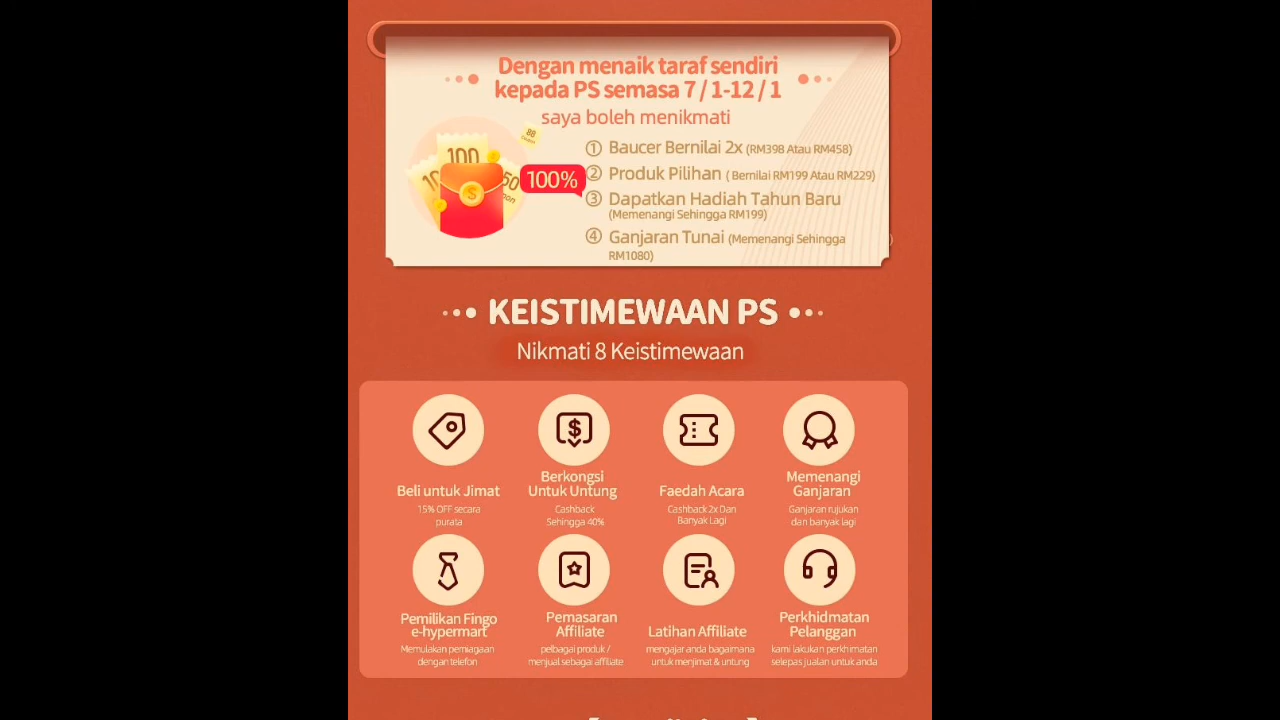 Dengan menaik taraf sendiri
kepada PS semasa 7 / 1-12 / 1
saya boleh menikmati
88
100
50
100%
① Baucer Bernilai 2x (RM398 Atau RM458)
② Produk Pilihan ( Bernilai RM199 Atau RM229)
③ Dapatkan Hadiah Tahun Baru
(Memenangi Sehingga RM199)
④ Ganjaran Tunai (Memenangi Sehingga )
RM1080)
KEISTIMEWAAN PS
Nikmati 8 Keistimewaan
Beli untuk Jimat
15% OFF secara
purata
Berkongsi
Untuk Untung
Cashback
Sehingga 40%
Faedah Acara
Cashback 2x Dan
Banyak Lagi
Memenangi
Ganjaran
Ganjaran rujukan
dan banyak lagi
Pemilikan Fingo
e-hypermart
Memulakan perniagaan
dengan telefon
Pemasaran
Affiliate
pelbagai produk /
menjual sebagai affiliate
Latihan Affiliate
mengajar anda bagaimana
untuk menjimat & untung
Perkhidmatan
Pelanggan
kami lakukan perkhimatan
selepas jualan untuk anda